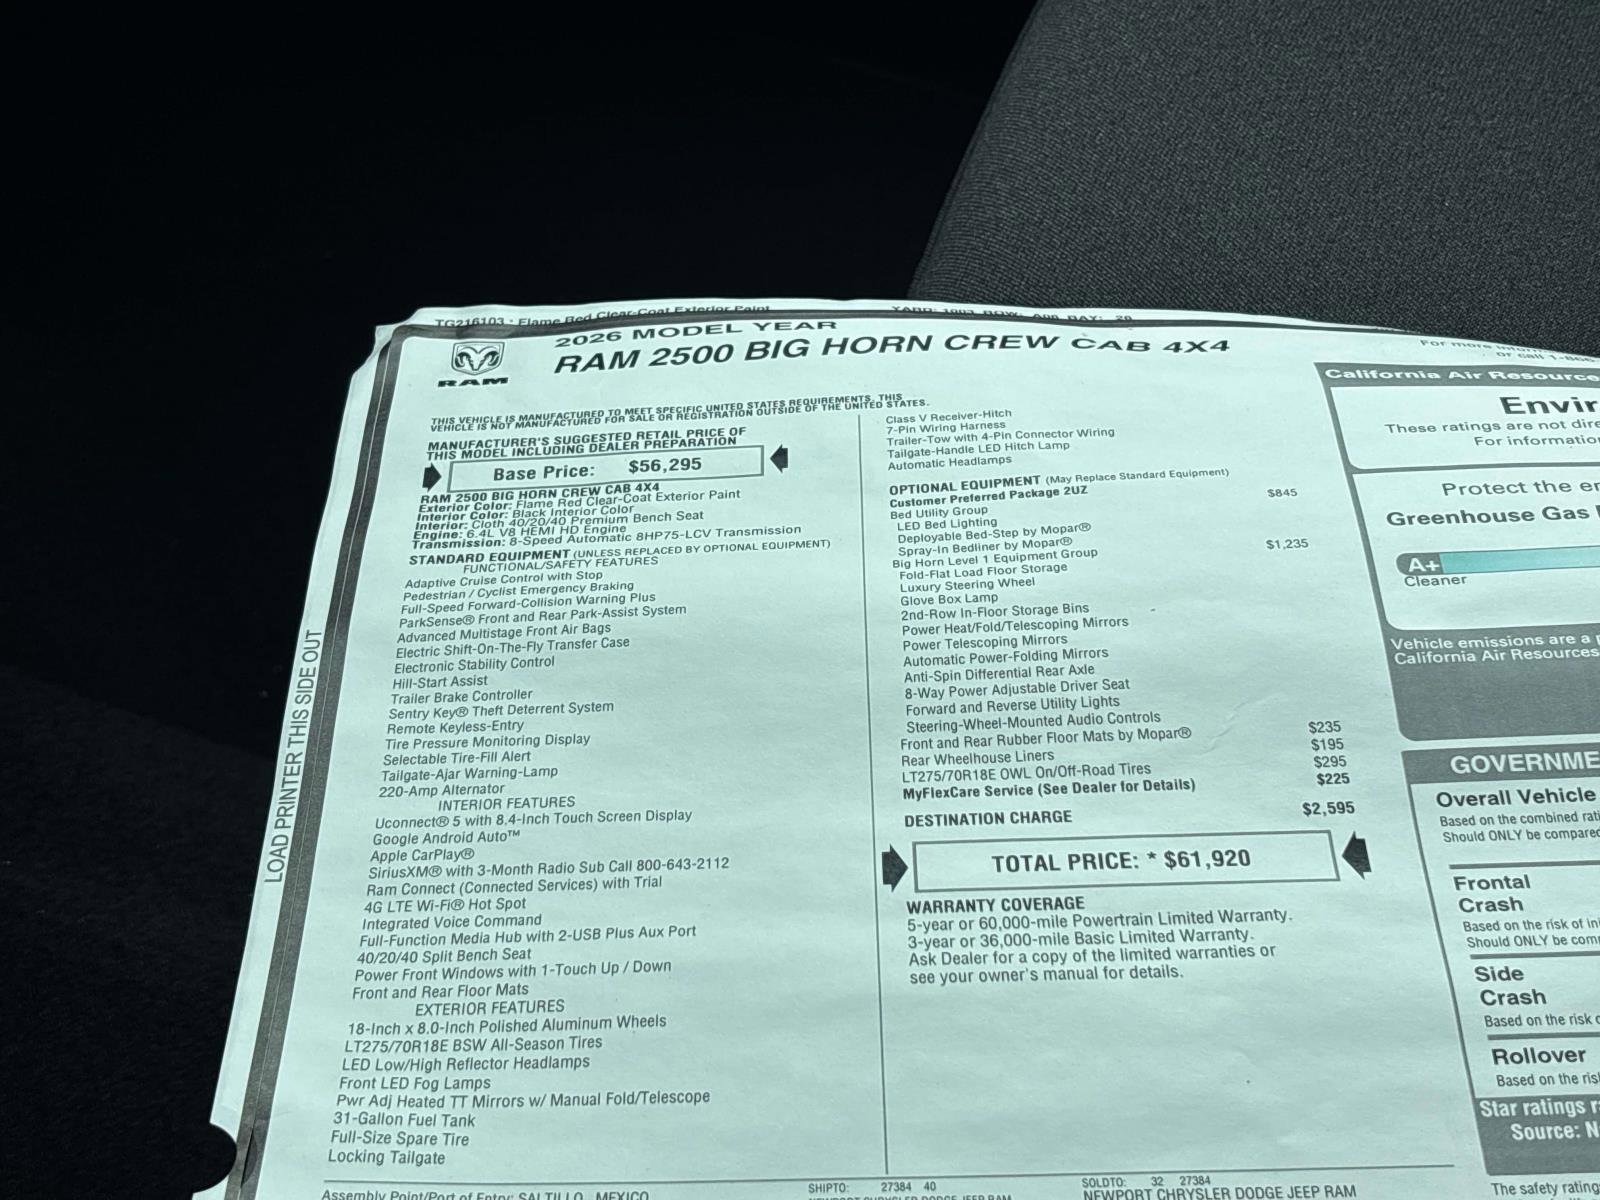 TG216103 - Flame Red Clear-Coat Exterior Paint
YARD: 1003 ROW: A00 BAY: 20
2026 MODEL YEAR
RAM 2500 BIG HORN CREW CAB 4X4
RAM
LOAD PRINTER THIS SIDE OUT
THIS VEHICLE IS MANUFACTURED TO MEET SPECIFIC UNITED STATES REQUIREMENTS. THIS
VEHICLE IS NOT MANUFACTURED FOR SALE OR REGISTRATION OUTSIDE OF THE UNITED STATES.
MANUFACTURER'S SUGGESTED RETAIL PRICE OF
THIS MODEL INCLUDING DEALER PREPARATION
Base Price: $56,295
RAM 2500 BIG HORN CREW CAB 4X4
Exterior Color: Flame Red Clear-Coat Exterior Paint
Interior Color: Black Interior Color
Interior: Cloth 40/20/40 Premium Bench Seat
Engine: 6.4L V8 HEMI HD Engine
Transmission: 8-Speed Automatic 8HP75-LCV Transmission
STANDARD EQUIPMENT (UNLESS REPLACED BY OPTIONAL EQUIPMENT)
FUNCTIONAL/SAFETY FEATURES
Adaptive Cruise Control with Stop
Pedestrian / Cyclist Emergency Braking
Full-Speed Forward-Collision Warning Plus
ParkSense® Front and Rear Park-Assist System
Advanced Multistage Front Air Bags
Electric Shift-On-The-Fly Transfer Case
Electronic Stability Control
Hill-Start Assist
Trailer Brake Controller
Sentry Key® Theft Deterrent System
Remote Keyless-Entry
Tire Pressure Monitoring Display
Selectable Tire-Fill Alert
Tailgate-Ajar Warning-Lamp
220-Amp Alternator
INTERIOR FEATURES
Uconnect® 5 with 8.4-Inch Touch Screen Display
Google Android Auto™
Apple CarPlay®
SiriusXM® with 3-Month Radio Sub Call 800-643-2112
Ram Connect (Connected Services) with Trial
4G LTE Wi-Fi® Hot Spot
Integrated Voice Command
Full-Function Media Hub with 2-USB Plus Aux Port
40/20/40 Split Bench Seat
Power Front Windows with 1-Touch Up / Down
Front and Rear Floor Mats
EXTERIOR FEATURES
18-Inch x 8.0-Inch Polished Aluminum Wheels
LT275/70R18E BSW All-Season Tires
LED Low/High Reflector Headlamps
Front LED Fog Lamps
Pwr Adj Heated TT Mirrors w/ Manual Fold/Telescope
31-Gallon Fuel Tank
Full-Size Spare Tire
Locking Tailgate
Class V Receiver-Hitch
7-Pin Wiring Harness
Trailer-Tow with 4-Pin Connector Wiring
Tailgate-Handle LED Hitch Lamp
Automatic Headlamps
OPTIONAL EQUIPMENT (May Replace Standard Equipment)
Customer Preferred Package 2UZ
Bed Utility Group $845
LED Bed Lighting
Deployable Bed-Step by Mopar®
Spray-In Bedliner by Mopar®
Big Horn Level 1 Equipment Group $1,235
Fold-Flat Load Floor Storage
Luxury Steering Wheel
Glove Box Lamp
2nd-Row In-Floor Storage Bins
Power Heat/Fold/Telescoping Mirrors
Power Telescoping Mirrors
Automatic Power-Folding Mirrors
Anti-Spin Differential Rear Axle
8-Way Power Adjustable Driver Seat
Forward and Reverse Utility Lights
Steering-Wheel-Mounted Audio Controls
Front and Rear Rubber Floor Mats by Mopar® $235
Rear Wheelhouse Liners $195
LT275/70R18E OWL On/Off-Road Tires $295
MyFlexCare Service (See Dealer for Details) $225
DESTINATION CHARGE $2,595
TOTAL PRICE: * $61,920
WARRANTY COVERAGE
5-year or 60,000-mile Powertrain Limited Warranty.
3-year or 36,000-mile Basic Limited Warranty.
Ask Dealer for a copy of the limited warranties or
see your owner's manual for details.
For more
or call 1-866
California Air Resource
Envir
These ratings are not dire
For informatio
Protect the e
Greenhouse Gas
A+
Cleaner
Vehicle emissions are a p
California Air Resources
GOVERNME
Overall Vehicle
Based on the combined rati
Should ONLY be compare
Frontal
Crash
Based on the risk of in
Should ONLY be com
Side
Crash
Based on the risk o
Rollover
Based on the ris
Star ratings r
Source: N
The safety rating
Assembly Point/Port of Entry: SALTILLO, MEXICO
SHIPTO: 27384 40
NEWPORT CHRYSLER DODGE JEEP RAM
SOLDTO: 32 27384
NEWPORT CHRYSLER DODGE JEEP RAM